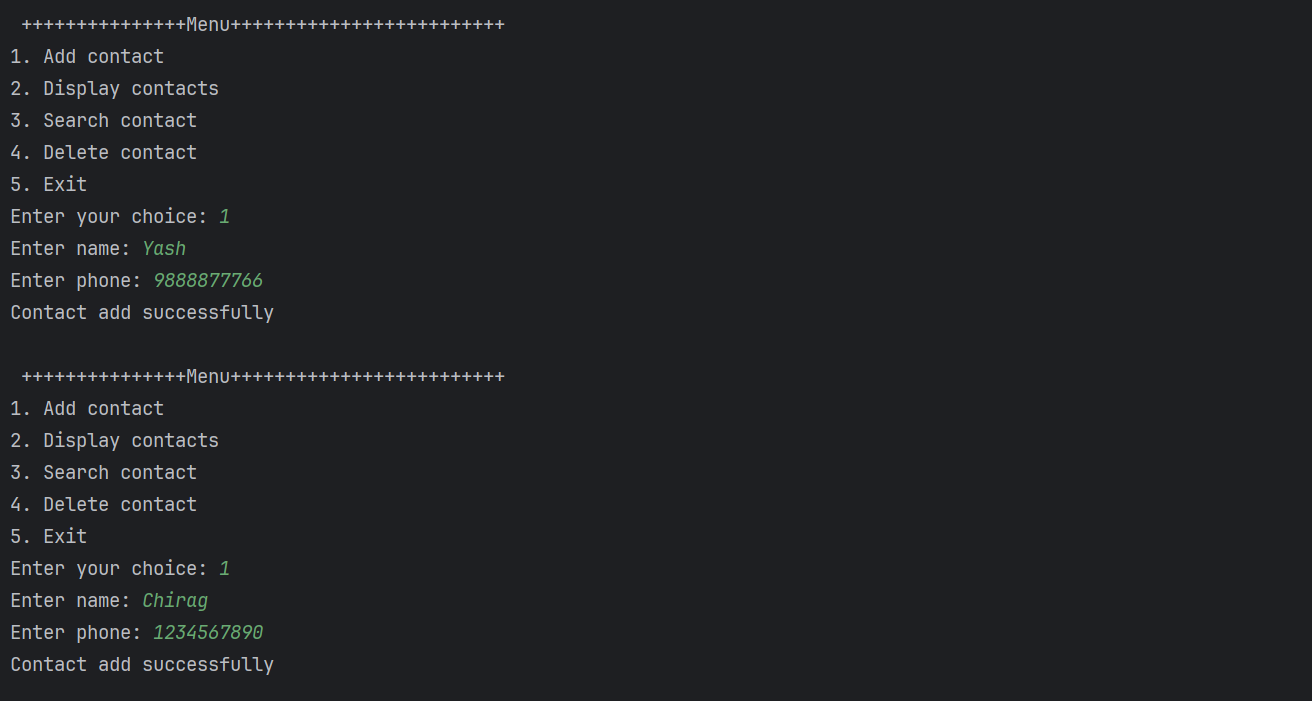 +++++++++++++++Menu+++++++++++++++++++++++++
1. Add contact
2. Display contacts
3. Search contact
4. Delete contact
5. Exit
Enter your choice: 1
Enter name: Yash
Enter phone: 9888877766
Contact add successfully
+++++++++++++++Menu+++++++++++++++++++++++++
1. Add contact
2. Display contacts
3. Search contact
4. Delete contact
5. Exit
Enter your choice: 1
Enter name: Chirag
Enter phone: 1234567890
Contact add successfully